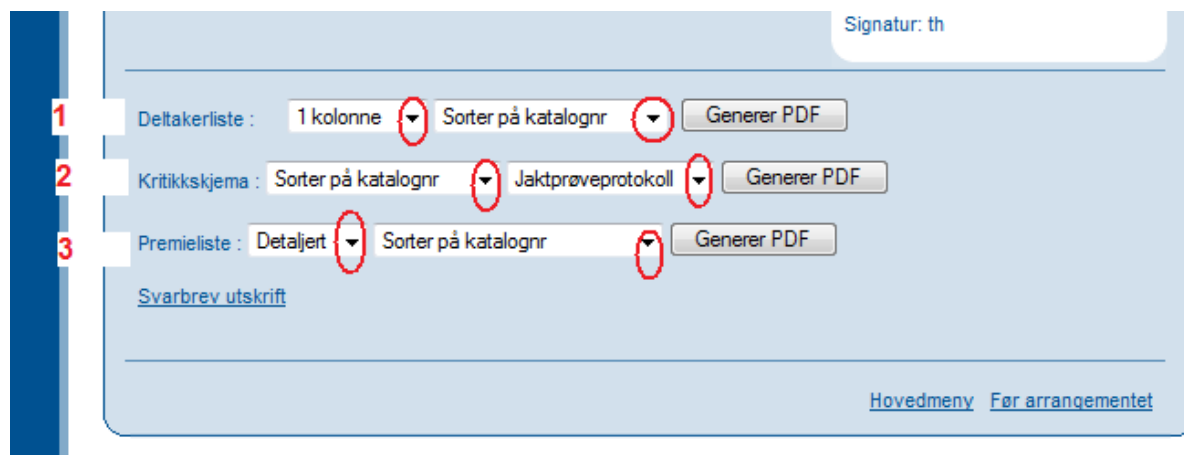 Signatur: th
1 Deltakerliste : 1 kolonne Sorter på katalognr Generer PDF
2 Kritikkskjema : Sorter på katalognr Jaktprøveprotokoll Generer PDF
3 Premieliste : Detaljert Sorter på katalognr Generer PDF
Svarbrev utskrift
Hovedmeny Før arrangementet